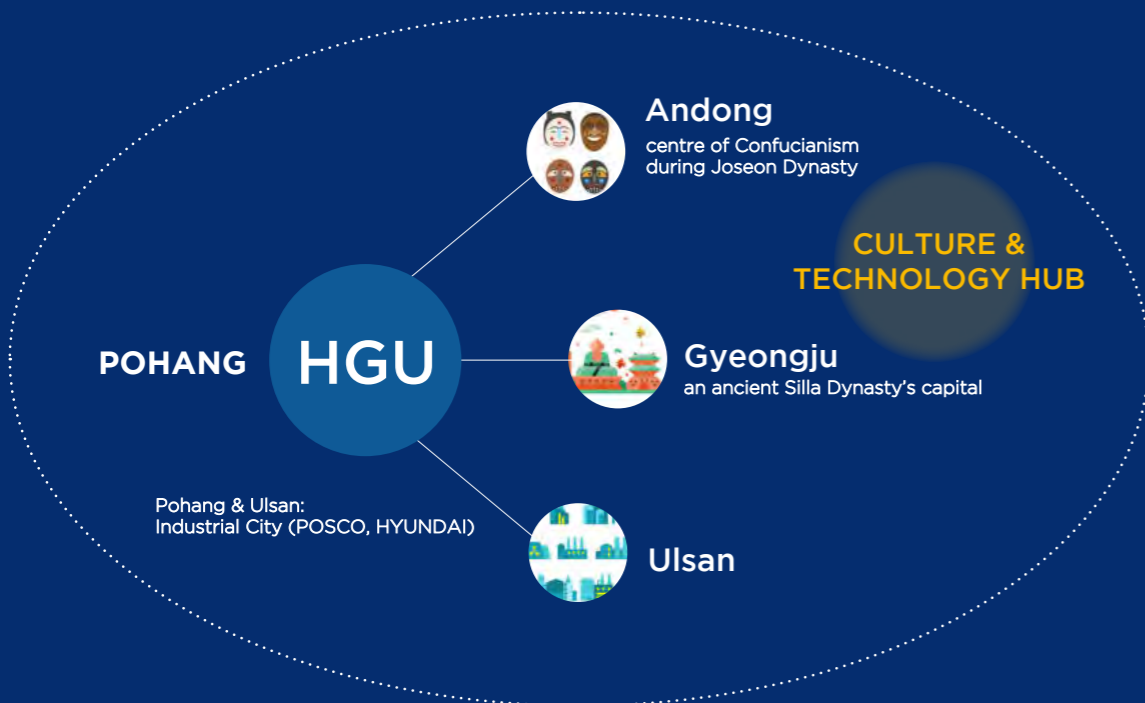 Andong
centre of Confucianism
during Joseon Dynasty
CULTURE &
TECHNOLOGY HUB
POHANG
HGU
Gyeongju
an ancient Silla Dynasty's capital
Pohang & Ulsan:
Industrial City (POSCO, HYUNDAI)
Ulsan